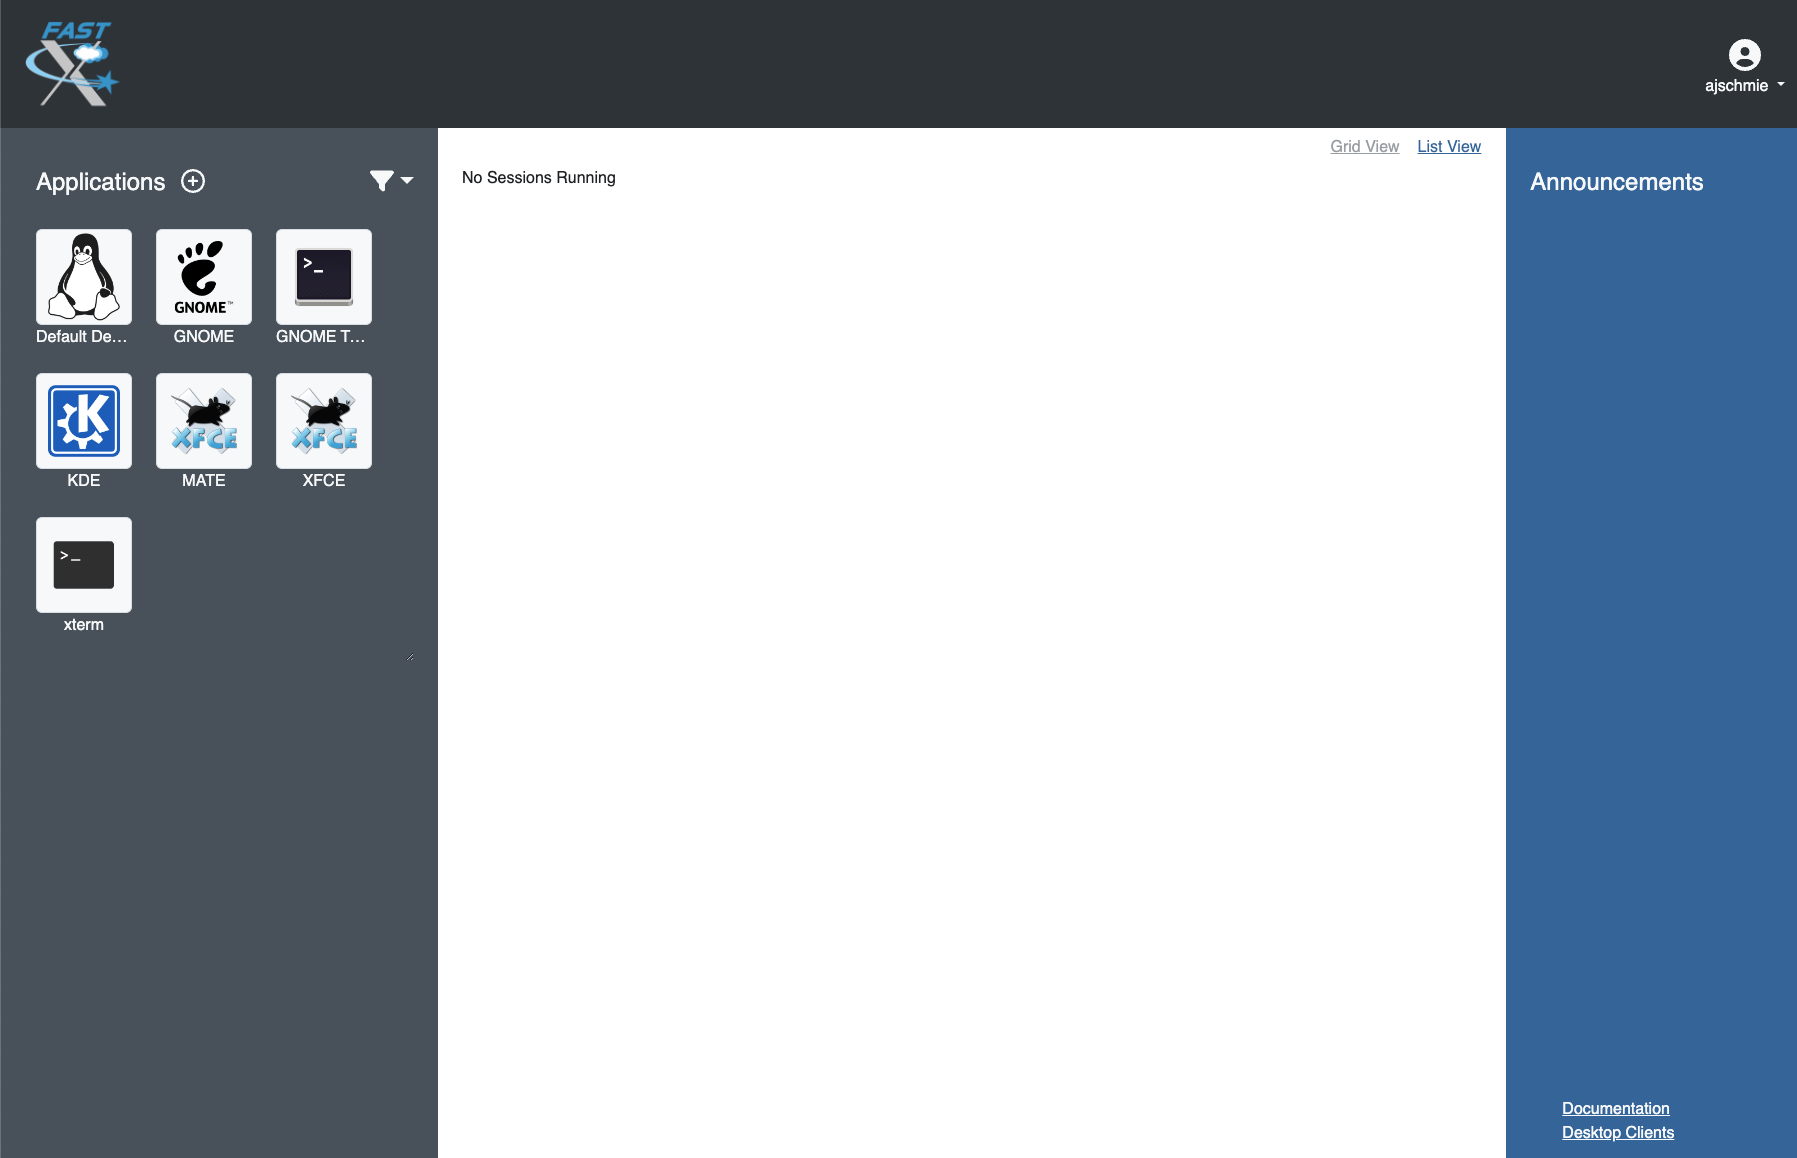 FAST
X
ajschmie
Applications
Grid View List View
No Sessions Running
Announcements
>_
GNOME™
Default De...
GNOME
GNOME T...
K
XFCE
XFCE
KDE
MATE
XFCE
>_
xterm
Documentation
Desktop Clients